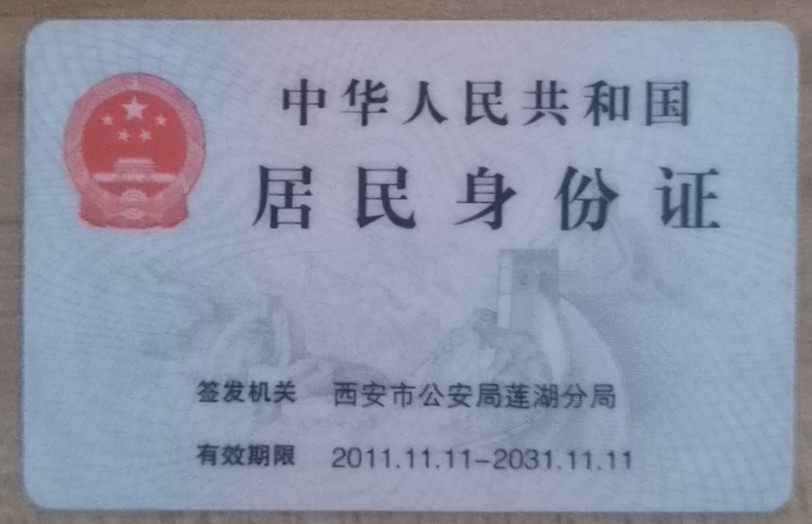 中华人民共和国
居民身份证
签发机关 西安市公安局莲湖分局
有效期限 2011.11.11-2031.11.11